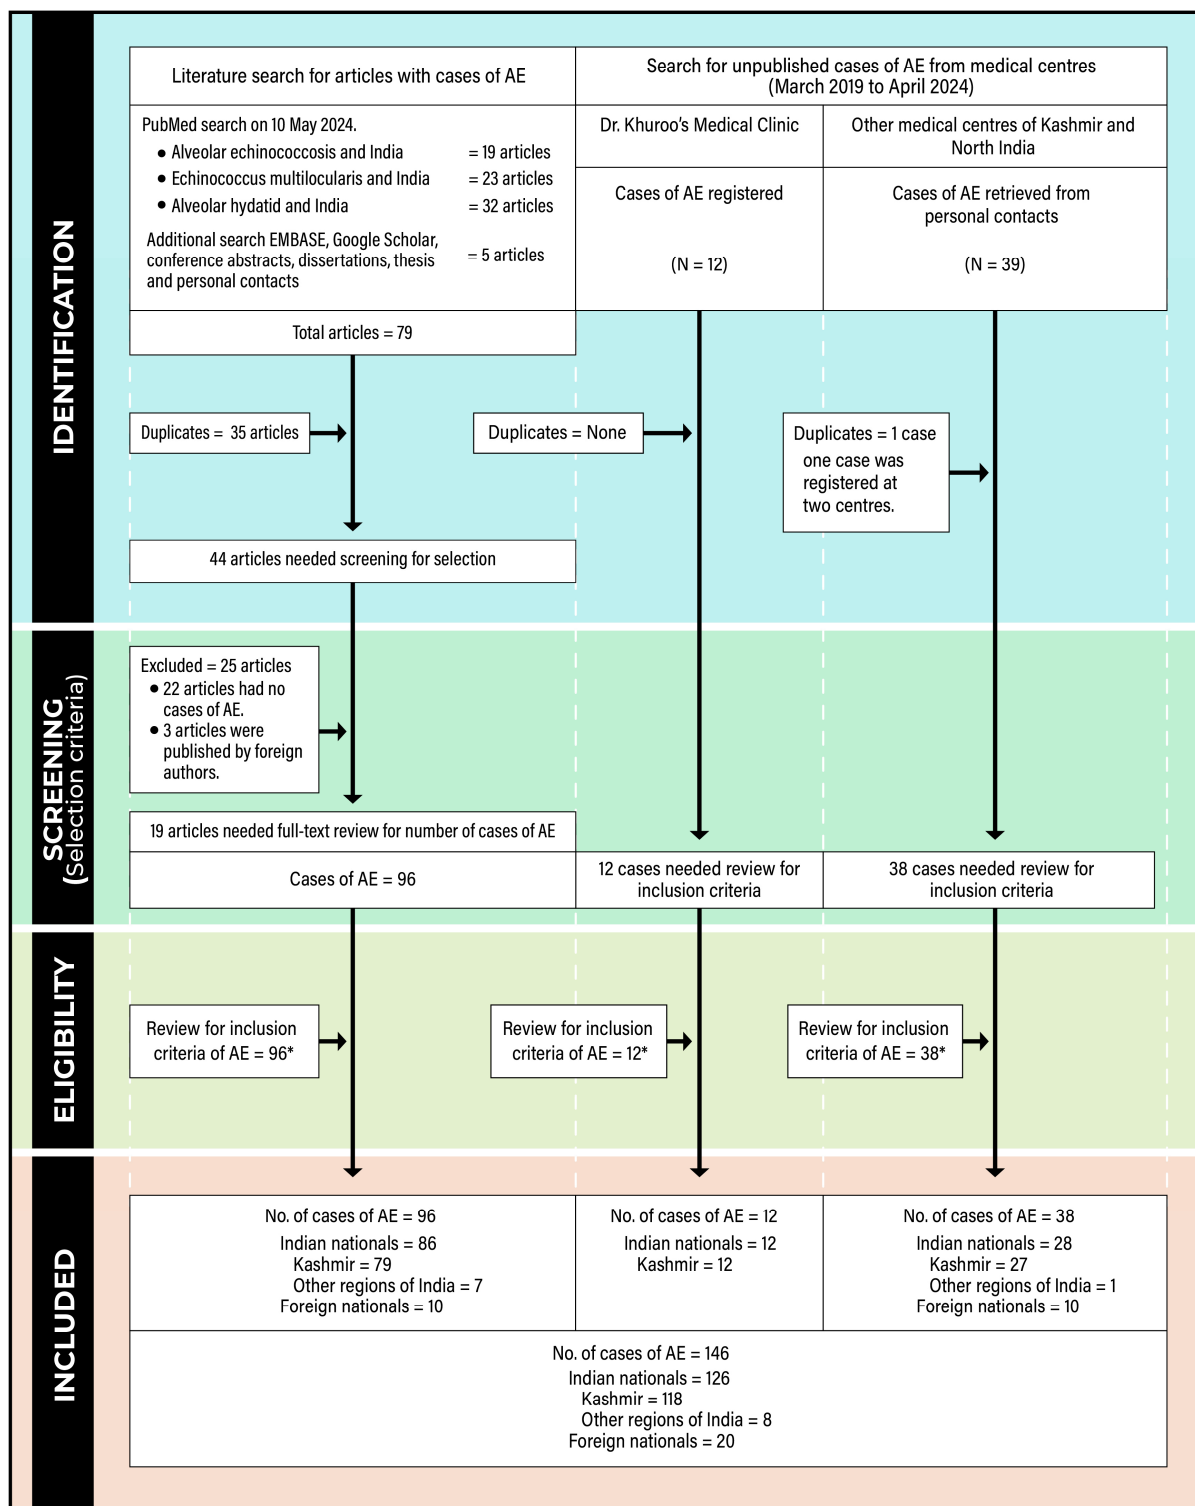 IDENTIFICATION
Literature search for articles with cases of AE
Search for unpublished cases of AE from medical centres
(March 2019 to April 2024)
PubMed search on 10 May 2024.
● Alveolar echinococcosis and India = 19 articles
● Echinococcus multilocularis and India = 23 articles
● Alveolar hydatid and India = 32 articles
Additional search EMBASE, Google Scholar,
conference abstracts, dissertations, thesis
and personal contacts
= 5 articles
Total articles = 79
Dr. Khuroo's Medical Clinic
Cases of AE registered
(N = 12)
Other medical centres of Kashmir and
North India
Cases of AE retrieved from
personal contacts
(N = 39)
Duplicates = 35 articles
Duplicates = None
Duplicates = 1 case
one case was
registered at
two centres.
44 articles needed screening for selection
SCREENING
(Selection criteria)
Excluded = 25 articles
● 22 articles had no
cases of AE.
● 3 articles were
published by foreign
authors.
19 articles needed full-text review for number of cases of AE
Cases of AE = 96
12 cases needed review for
inclusion criteria
38 cases needed review for
inclusion criteria
ELIGIBILITY
Review for inclusion
criteria of AE = 96*
Review for inclusion
criteria of AE = 12*
Review for inclusion
criteria of AE = 38*
INCLUDED
No. of cases of AE = 96
Indian nationals = 86
Kashmir = 79
Other regions of India = 7
Foreign nationals = 10
No. of cases of AE = 12
Indian nationals = 12
Kashmir = 12
No. of cases of AE = 38
Indian nationals = 28
Kashmir = 27
Other regions of India = 1
Foreign nationals = 10
No. of cases of AE = 146
Indian nationals = 126
Kashmir = 118
Other regions of India = 8
Foreign nationals = 20